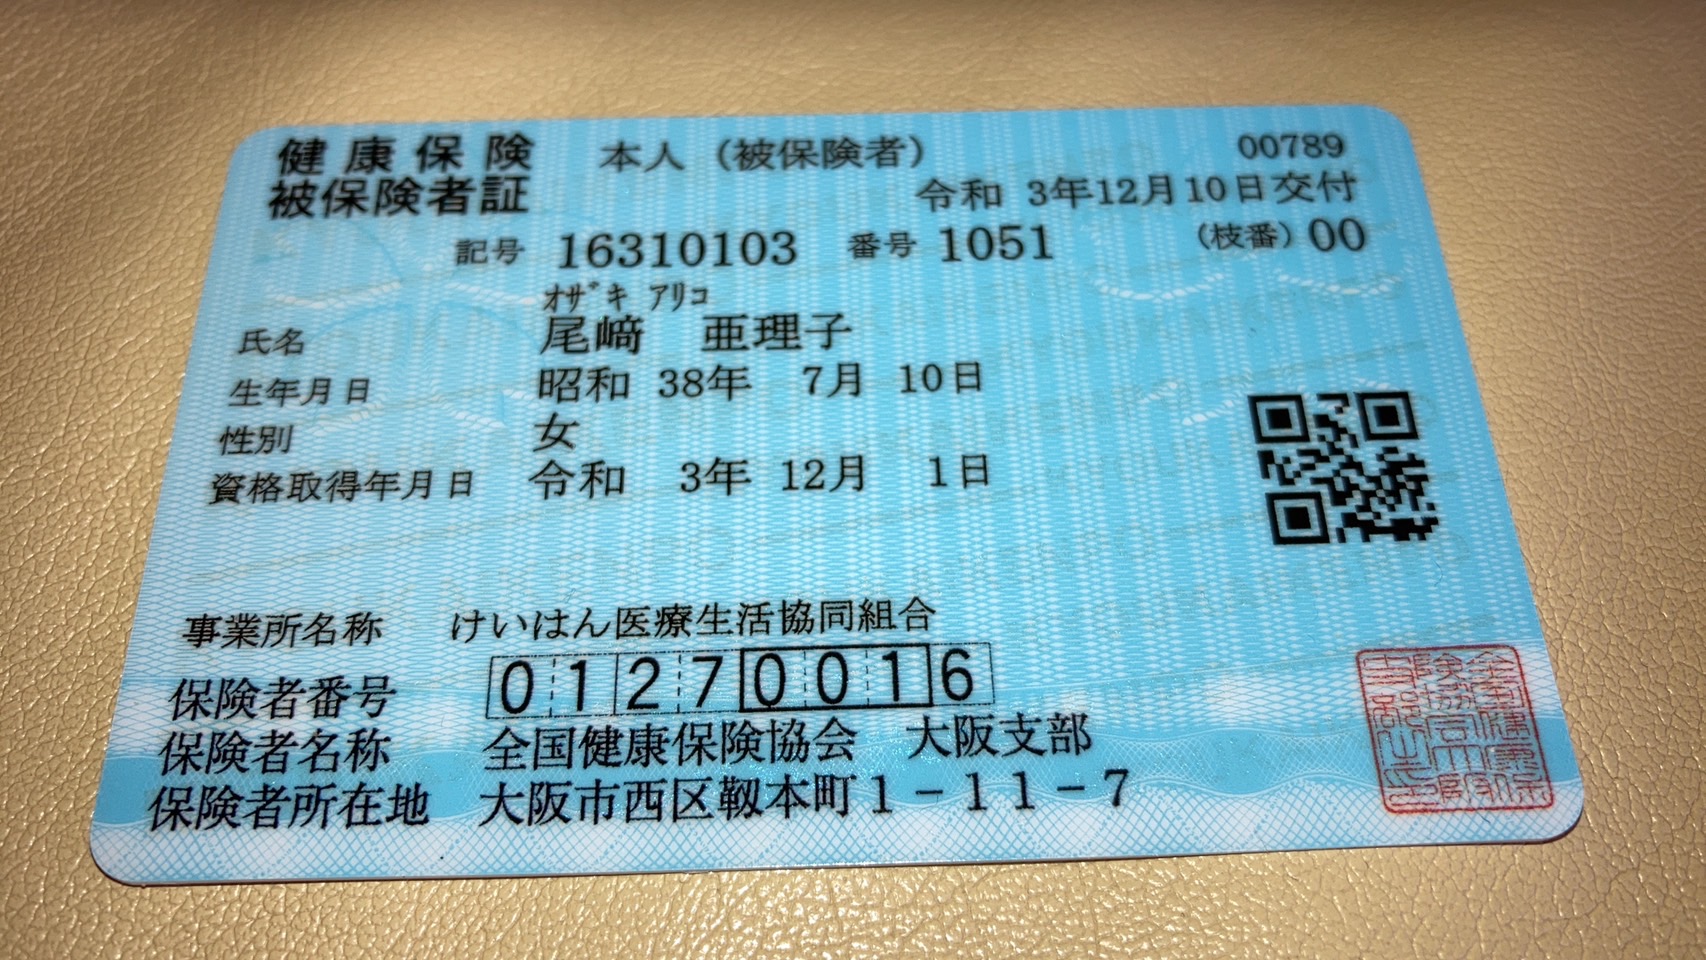 健康保険 本人（被保険者） 00789
被保険者証 令和 3年12月10日交付
記号 16310103 番号 1051 （枝番）00
ｵｻﾞｷ ｱﾘｺ
氏名 尾﨑 亜理子
生年月日 昭和 38年 7月 10日
性別 女
資格取得年月日 令和 3年 12月 1日
事業所名称 けいはん医療生活協同組合
保険者番号 01270016
保険者名称 全国健康保険協会 大阪支部
保険者所在地 大阪市西区靱本町1－11－7